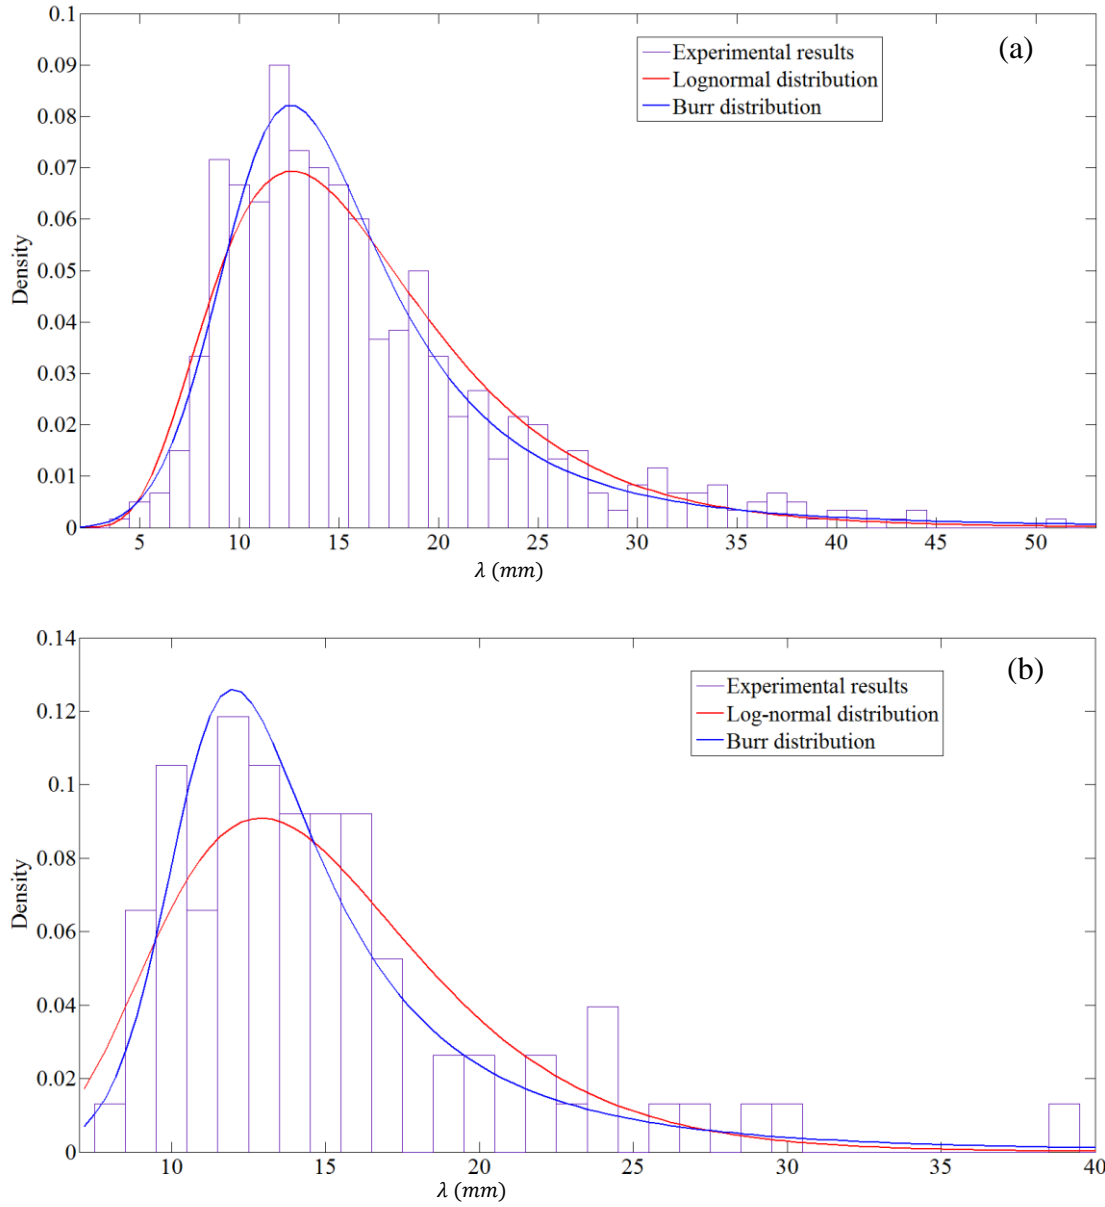 0.1
0.09
0.08
0.07
0.06
0.05
0.04
0.03
0.02
0.01
0
Density
(a)
Experimental results
Lognormal distribution
Burr distribution
5 10 15 20 25 30 35 40 45 50
λ (mm)
0.14
0.12
0.1
0.08
0.06
0.04
0.02
0
Density
(b)
Experimental results
Log-normal distribution
Burr distribution
10 15 20 25 30 35 40
λ (mm)